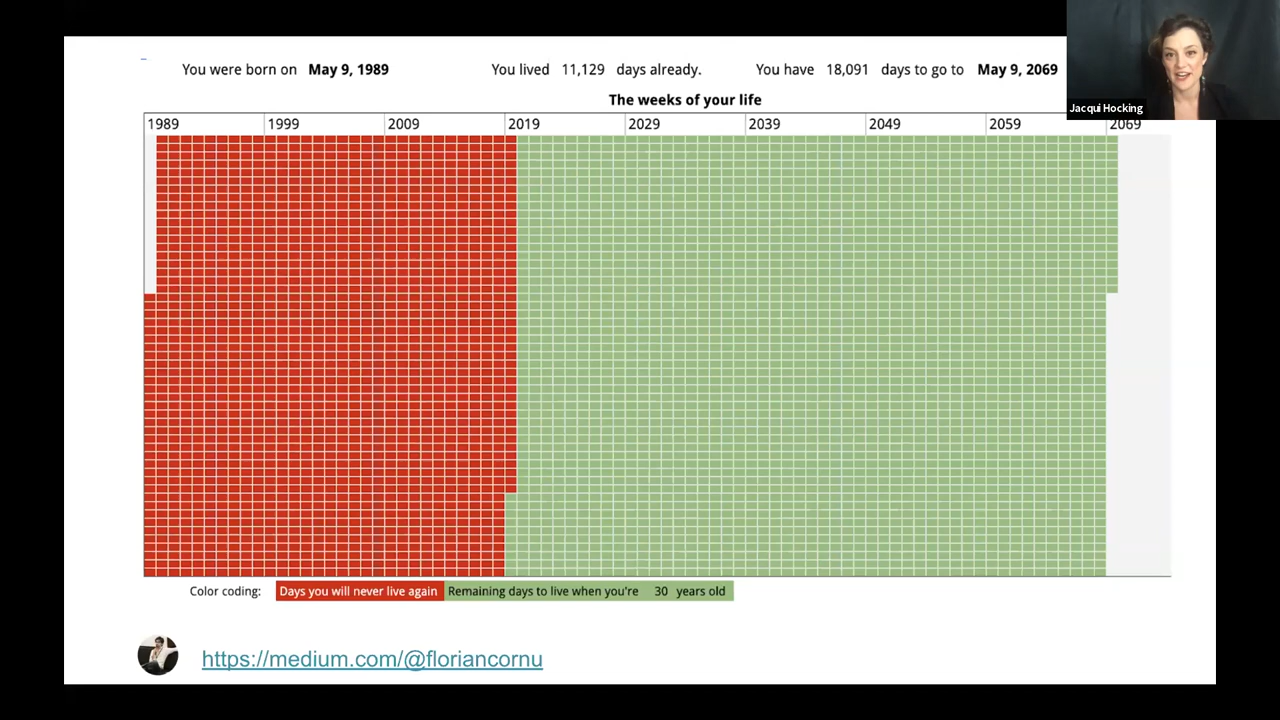 You were born on May 9, 1989 You lived 11,129 days already. You have 18,091 days to go to May 9, 2069
Jacqui Hocking
The weeks of your life
1989 1999 2009 2019 2029 2039 2049 2059 2069
Color coding: Days you will never live again Remaining days to live when you're 30 years old
https://medium.com/@floriancornu